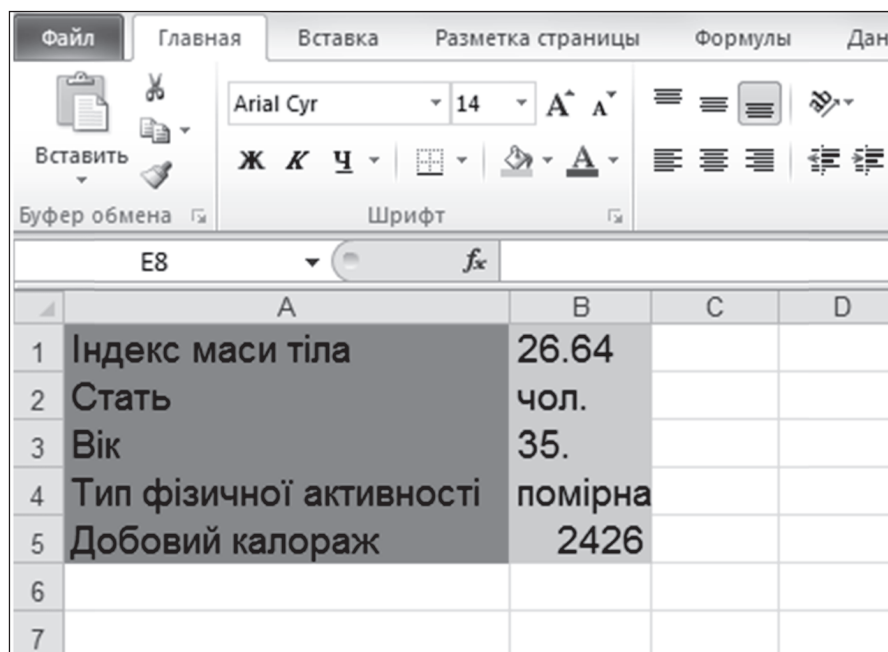 Файл Главная Вставка Разметка страницы Формулы Дан
Arial Cyr 14 A A
Вставить Ж К Ч A
Буфер обмена Шрифт
E8 fx
A B C D
1 Індекс маси тіла 26.64
2 Стать чол.
3 Вік 35.
4 Тип фізичної активності помірна
5 Добовий калораж 2426
6
7